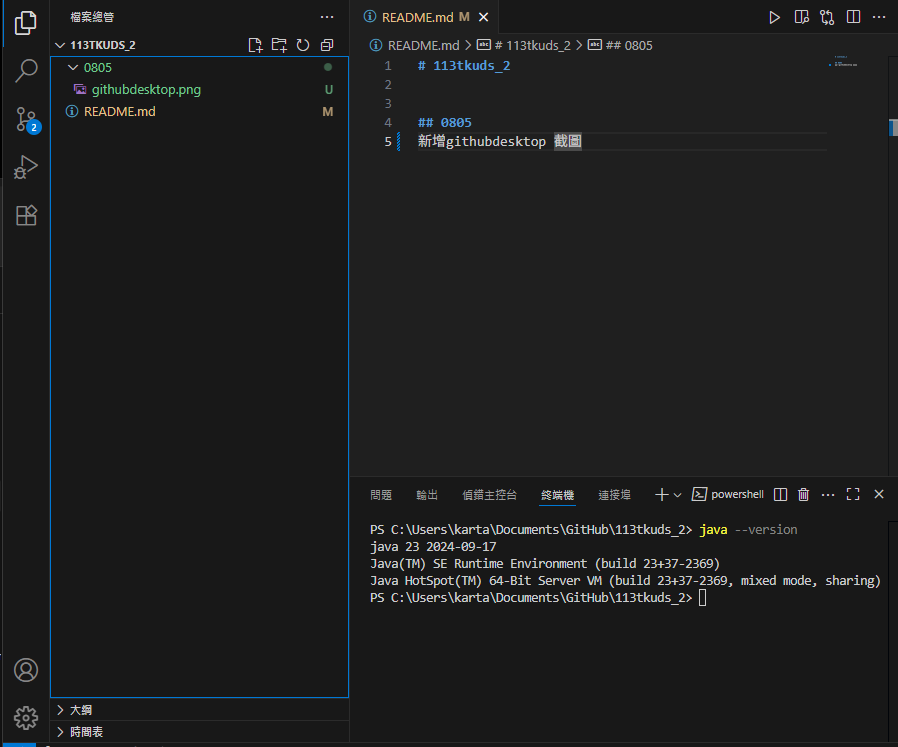 檔案總管
113TKUDS_2
0805
githubdesktop.png U
README.md M
大綱
時間表
2
README.md M
README.md > # 113tkuds_2 > ## 0805
1 # 113tkuds_2
2
3
4 ## 0805
5 新增githubdesktop 截圖
問題 輸出 偵錯主控台 終端機 連接埠 powershell
PS C:\Users\karta\Documents\GitHub\113tkuds_2> java --version
java 23 2024-09-17
Java(TM) SE Runtime Environment (build 23+37-2369)
Java HotSpot(TM) 64-Bit Server VM (build 23+37-2369, mixed mode, sharing)
PS C:\Users\karta\Documents\GitHub\113tkuds_2>